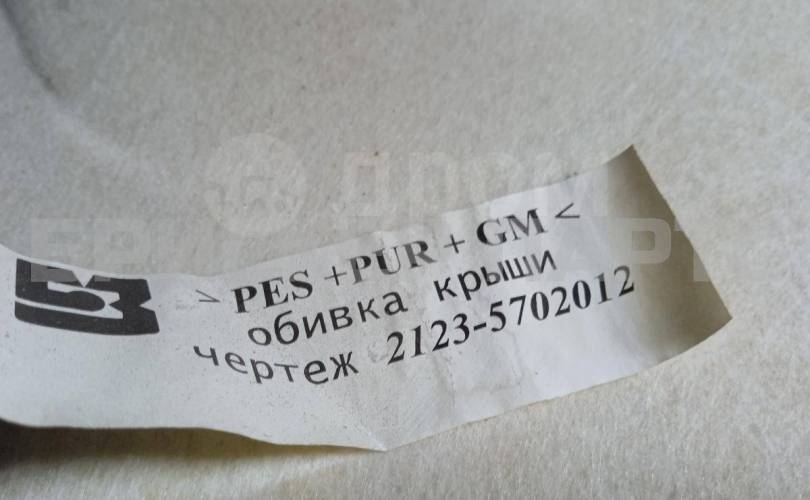 > PES +PUR + GM <
обивка крыши
чертеж 2123-5702012